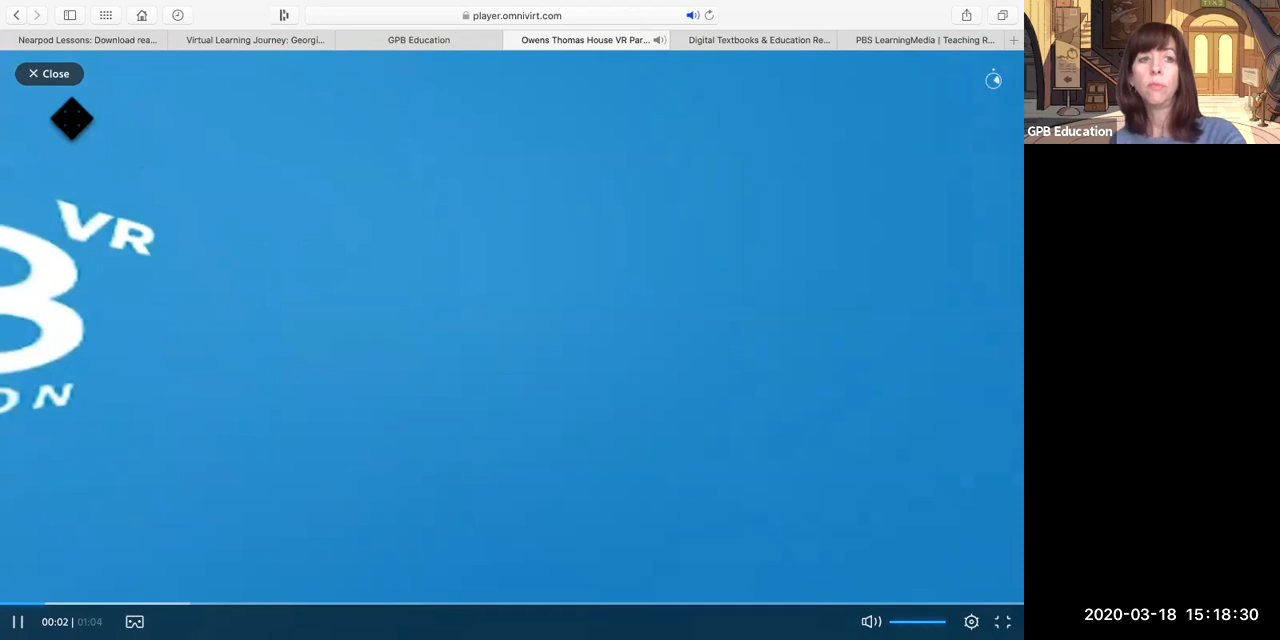 player.omnivirt.com
Nearpod Lessons: Download rea...
Virtual Learning Journey: Georgi...
GPB Education
Owens Thomas House VR Par...
Digital Textbooks & Education Re...
PBS LearningMedia | Teaching R...
Close
VR
B
ON
GPB Education
00:02 | 01:04
2020-03-18 15:18:30